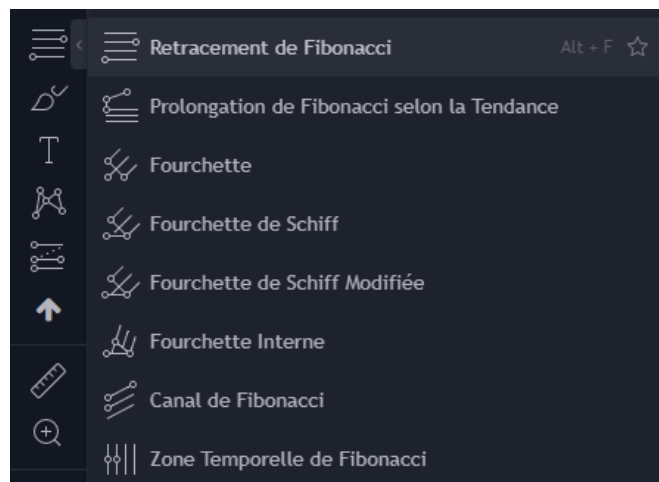 Retracement de Fibonacci Alt + F
Prolongation de Fibonacci selon la Tendance
Fourchette
Fourchette de Schiff
Fourchette de Schiff Modifiée
Fourchette Interne
Canal de Fibonacci
Zone Temporelle de Fibonacci